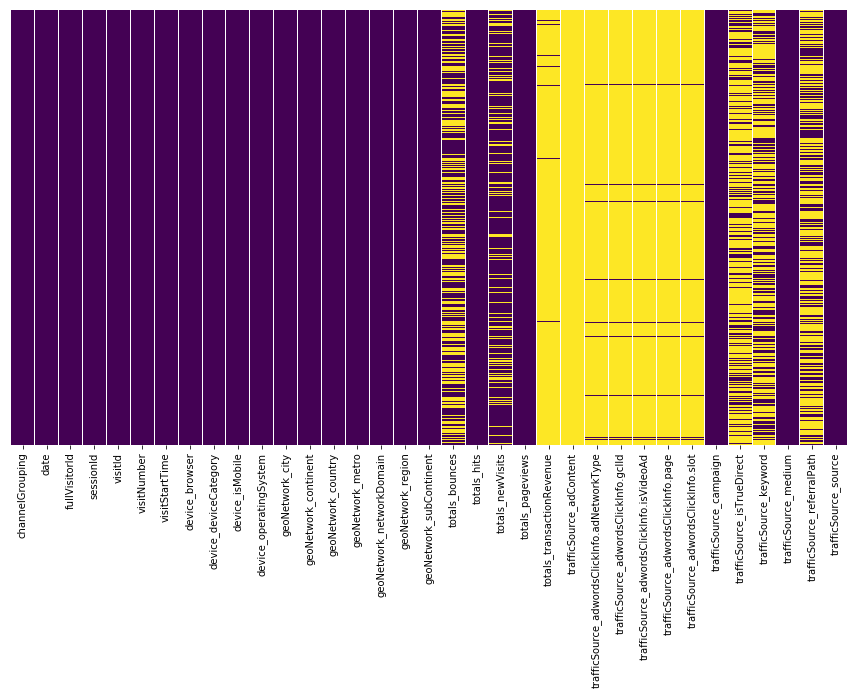 channelGrouping
date
fullVisitorId
sessionId
visitId
visitNumber
visitStartTime
device_browser
device_deviceCategory
device_isMobile
device_operatingSystem
geoNetwork_city
geoNetwork_continent
geoNetwork_country
geoNetwork_metro
geoNetwork_networkDomain
geoNetwork_region
geoNetwork_subContinent
totals_bounces
totals_hits
totals_newVisits
totals_pageviews
totals_transactionRevenue
trafficSource_adContent
trafficSource_adwordsClickInfo.adNetworkType
trafficSource_adwordsClickInfo.gclId
trafficSource_adwordsClickInfo.isVideoAd
trafficSource_adwordsClickInfo.page
trafficSource_adwordsClickInfo.slot
trafficSource_campaign
trafficSource_isTrueDirect
trafficSource_keyword
trafficSource_medium
trafficSource_referralPath
trafficSource_source